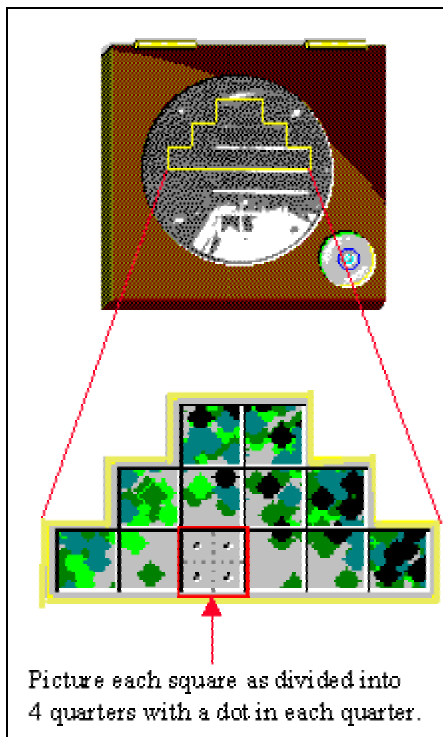 Picture each square as divided into
4 quarters with a dot in each quarter.